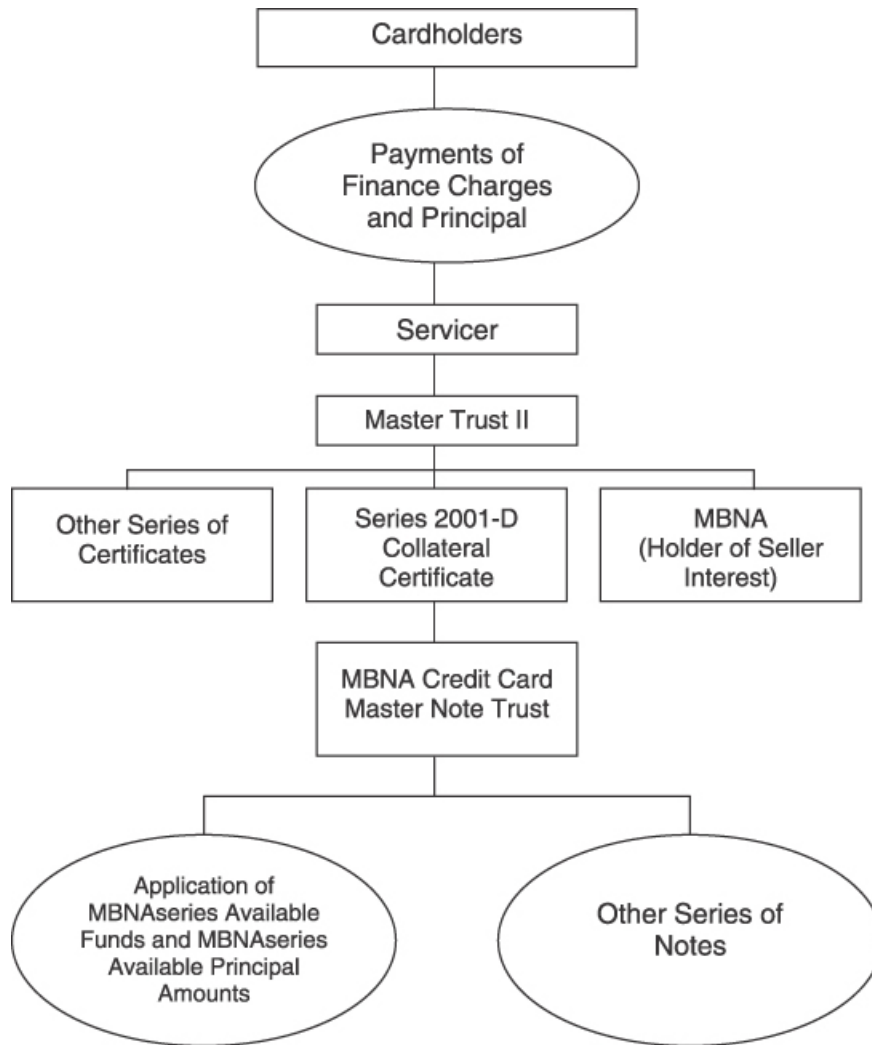 Cardholders
Payments of
Finance Charges
and Principal
Servicer
Master Trust II
Other Series of
Certificates
Series 2001-D
Collateral
Certificate
MBNA
(Holder of Seller
Interest)
MBNA Credit Card
Master Note Trust
Application of
MBNAseries Available
Funds and MBNAseries
Available Principal
Amounts
Other Series of
Notes